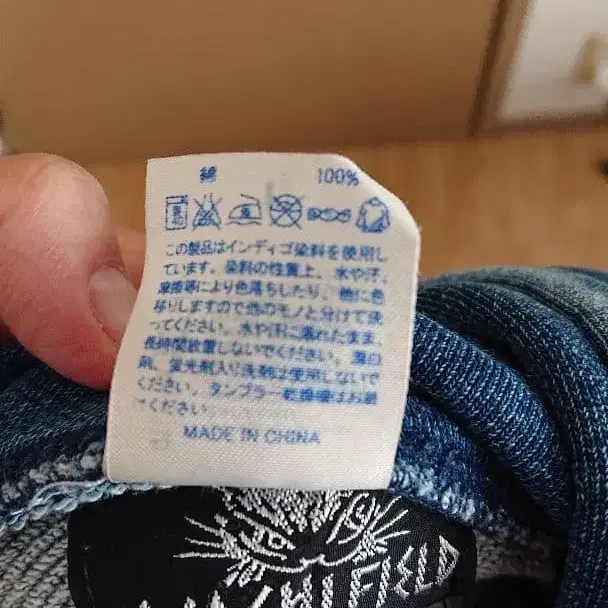 綿 100%
この製品はインディゴ染料を使用し
ています。染料の性質上、水や汗、
摩擦等により色落ちしたり、他に色
移りしますので他のモノと分けて洗
ってください。水や汗に濡れたまま、
長時間放置しないでください。漂白
剤、蛍光剤入り洗剤は使用しないで
ください。タンブラー乾燥機はお避
けください。
MADE IN CHINA
FIELD